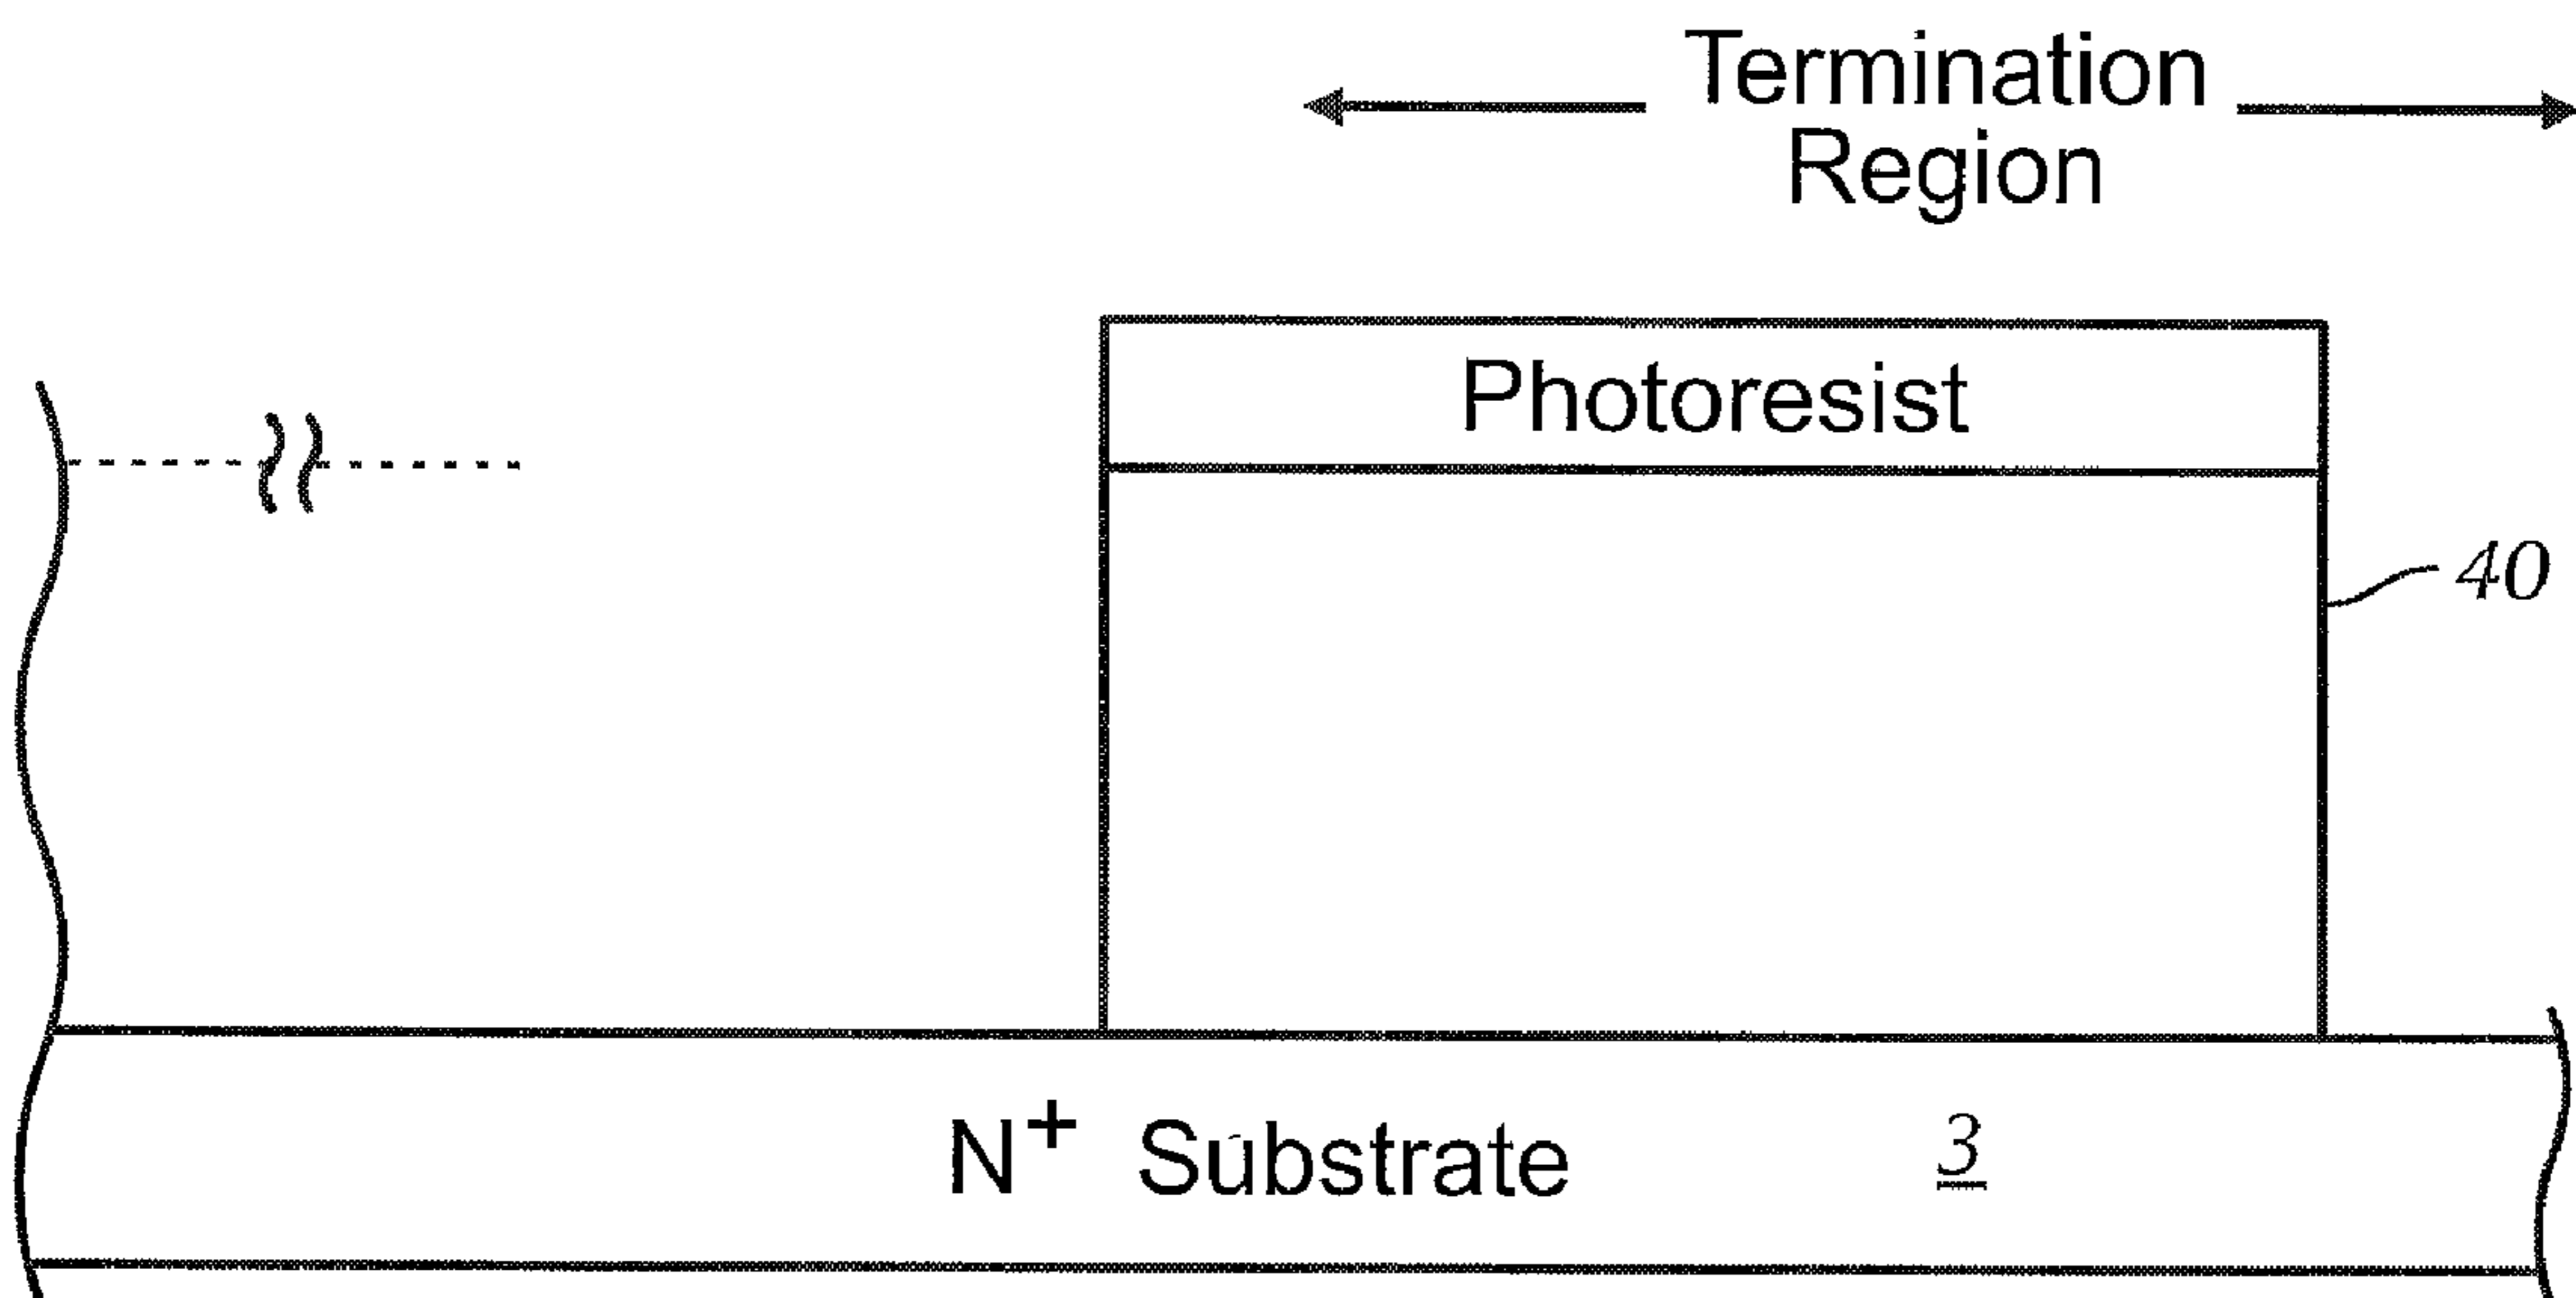 Termination
Region
Photoresist
40
N⁺ Substrate 3